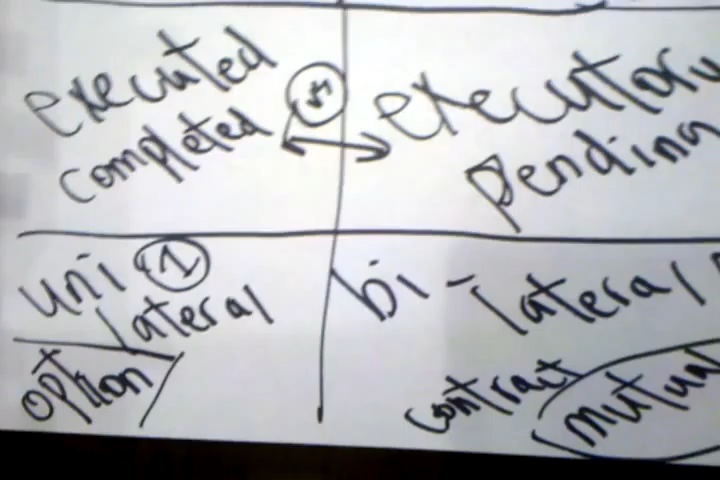 executed
completed
executory
pending
uni 1
lateral
option
bi-lateral
contract
mutual